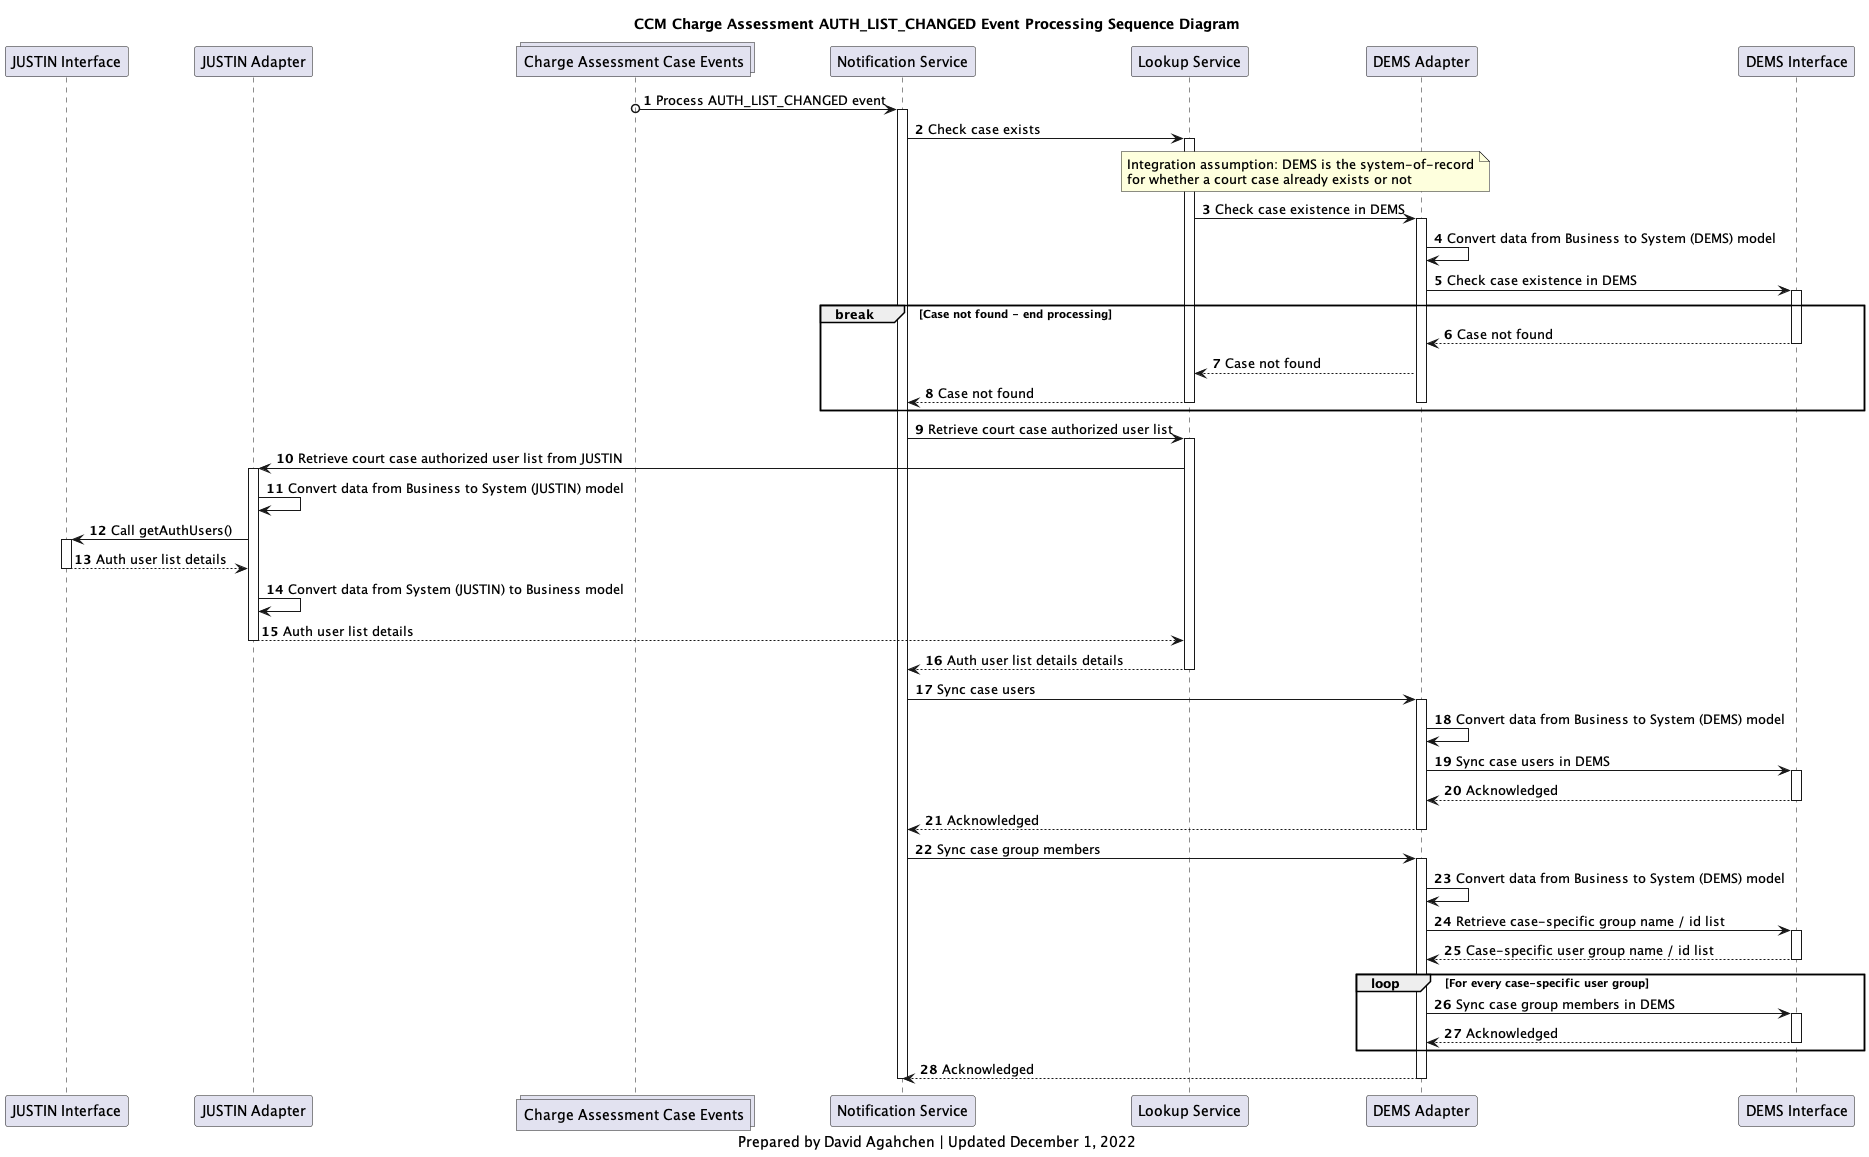 CCM Charge Assessment AUTH_LIST_CHANGED Event Processing Sequence Diagram
JUSTIN Interface
JUSTIN Adapter
Charge Assessment Case Events
Notification Service
Lookup Service
DEMS Adapter
DEMS Interface
1 Process AUTH_LIST_CHANGED event
2 Check case exists
Integration assumption: DEMS is the system-of-record
for whether a court case already exists or not
3 Check case existence in DEMS
4 Convert data from Business to System (DEMS) model
5 Check case existence in DEMS
break
[Case not found - end processing]
6 Case not found
7 Case not found
8 Case not found
9 Retrieve court case authorized user list
10 Retrieve court case authorized user list from JUSTIN
11 Convert data from Business to System (JUSTIN) model
12 Call getAuthUsers()
13 Auth user list details
14 Convert data from System (JUSTIN) to Business model
15 Auth user list details
16 Auth user list details details
17 Sync case users
18 Convert data from Business to System (DEMS) model
19 Sync case users in DEMS
20 Acknowledged
21 Acknowledged
22 Sync case group members
23 Convert data from Business to System (DEMS) model
24 Retrieve case-specific group name / id list
25 Case-specific user group name / id list
loop
[For every case-specific user group]
26 Sync case group members in DEMS
27 Acknowledged
28 Acknowledged
JUSTIN Interface
JUSTIN Adapter
Charge Assessment Case Events
Notification Service
Lookup Service
DEMS Adapter
DEMS Interface
Prepared by David Agahchen | Updated December 1, 2022